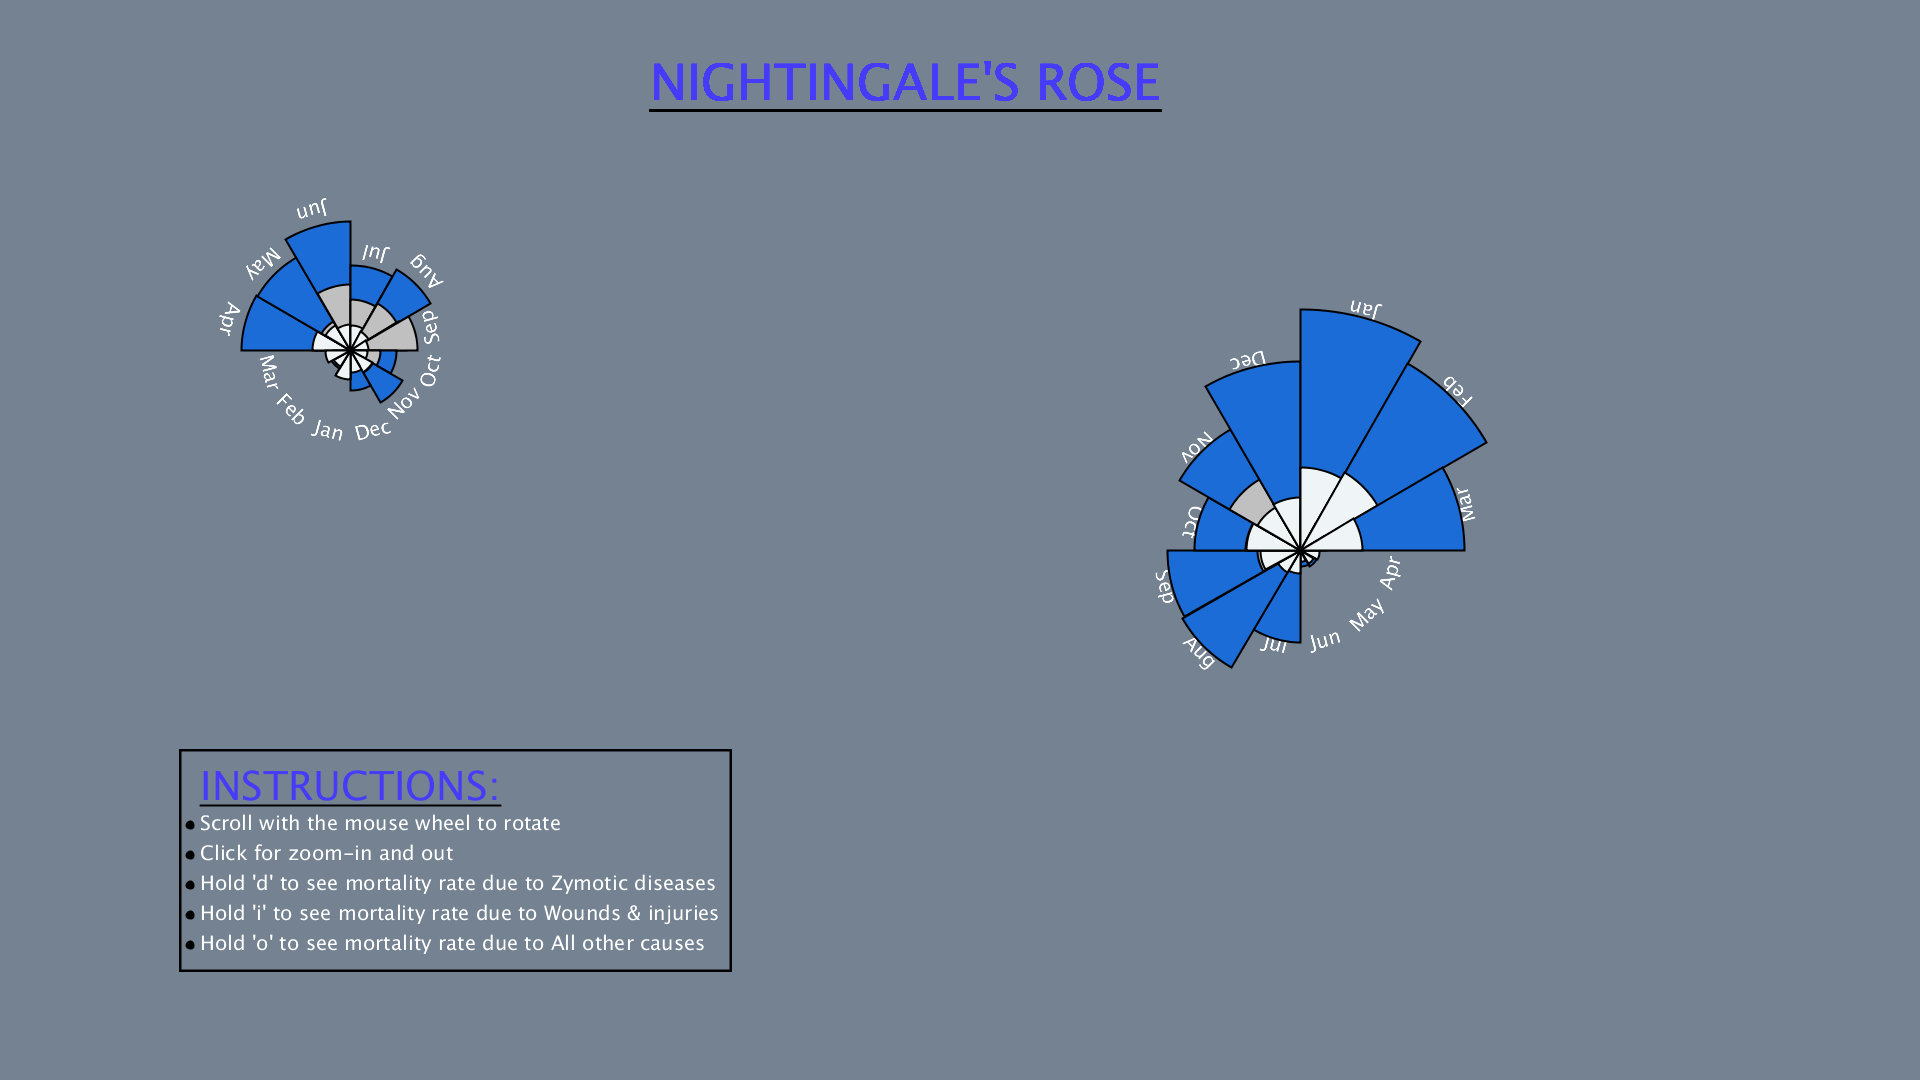 NIGHTINGALE'S ROSE
Jun
Jul
Aug
Sep
Oct
Nov
Dec
Jan
Feb
Mar
Apr
May
Jan
Feb
Mar
Apr
May
Jun
Jul
Aug
Sep
Oct
Nov
Dec
INSTRUCTIONS:
Scroll with the mouse wheel to rotate
Click for zoom-in and out
Hold 'd' to see mortality rate due to Zymotic diseases
Hold 'i' to see mortality rate due to Wounds & injuries
Hold 'o' to see mortality rate due to All other causes